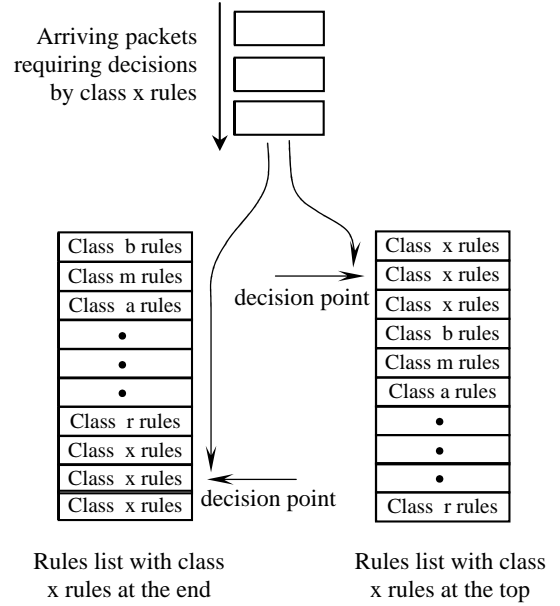 Arriving packets
requiring decisions
by class x rules
Class b rules
Class m rules
Class a rules
•
•
•
Class r rules
Class x rules
Class x rules
Class x rules
decision point
decision point
Class x rules
Class x rules
Class x rules
Class b rules
Class m rules
Class a rules
•
•
•
Class r rules
Rules list with class
x rules at the end
Rules list with class
x rules at the top